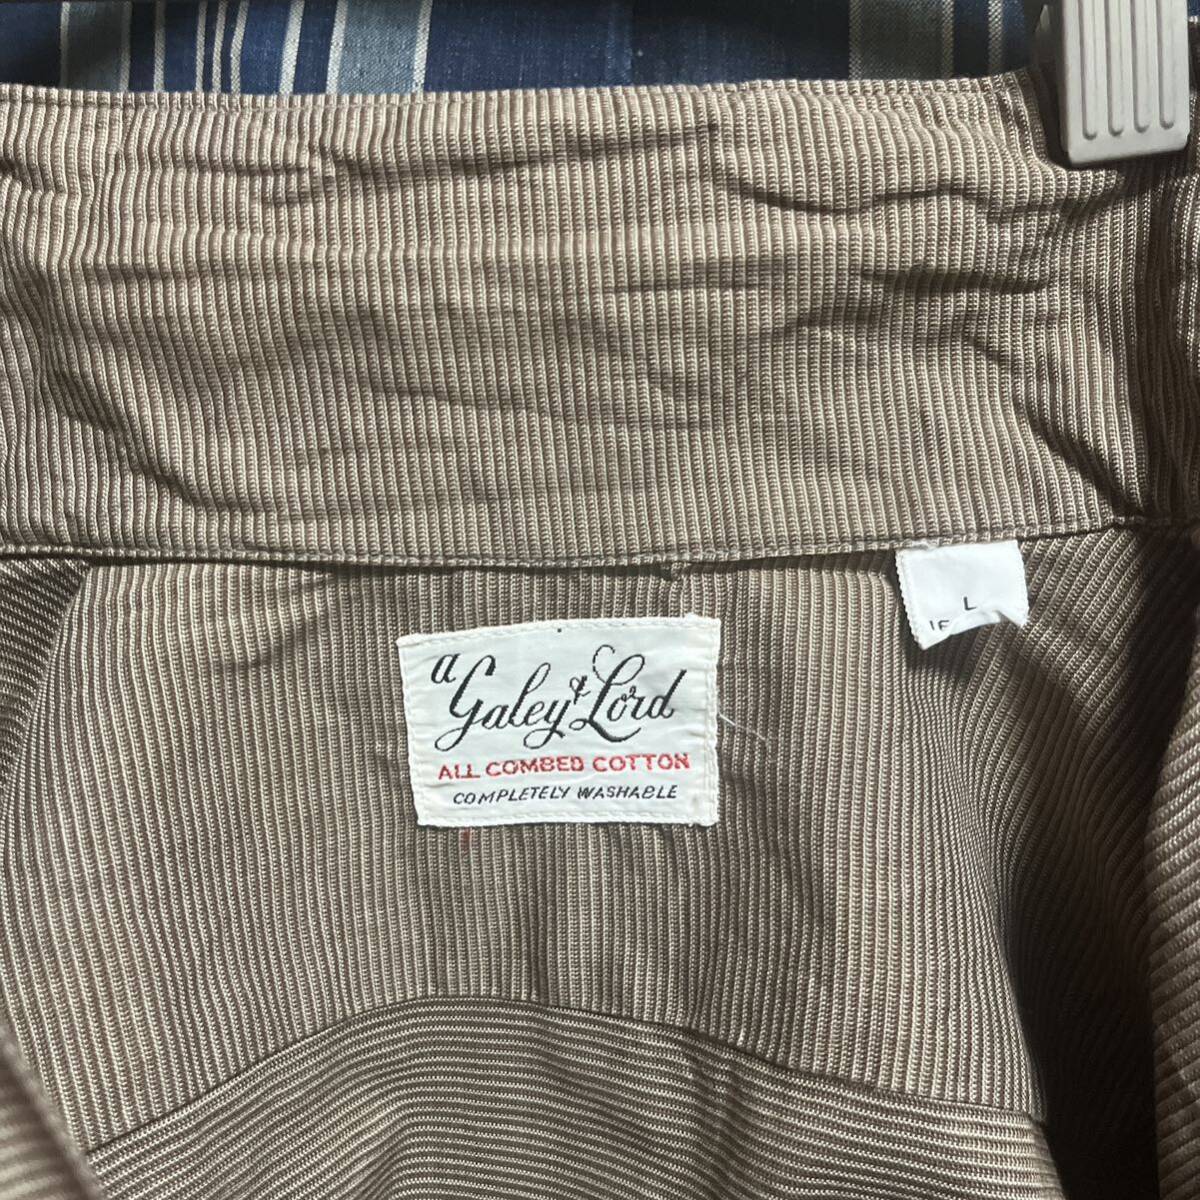 a
Galey & Lord
ALL COMBED COTTON
COMPLETELY WASHABLE
L